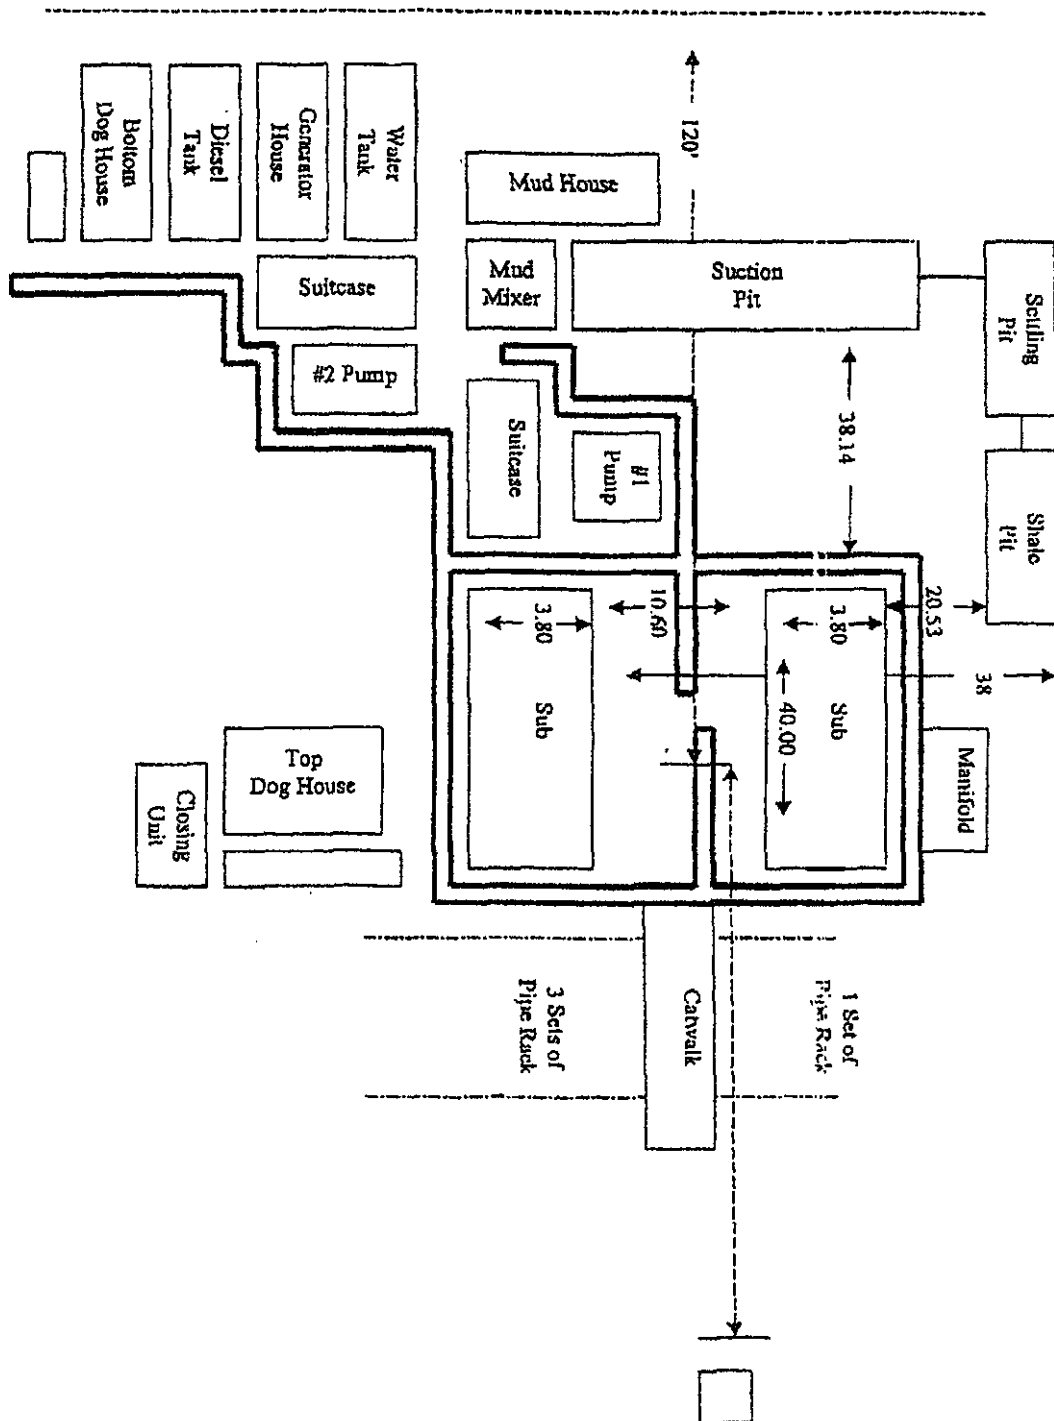 120'
Water
Tank
Generator
House
Diesel
Tank
Bottom
Dog House
Mud House
Mud
Mixer
Suction
Pit
Settling
Pit
Suitcase
#2 Pump
Suitcase
#1
Pump
38.14
Shale
Pit
20.53
3.80
10.60
3.80
38
Sub
40.00
Sub
Manifold
Top
Dog House
Closing
Unit
3 Sets of
Pipe Rack
Catwalk
1 Set of
Pipe Rack